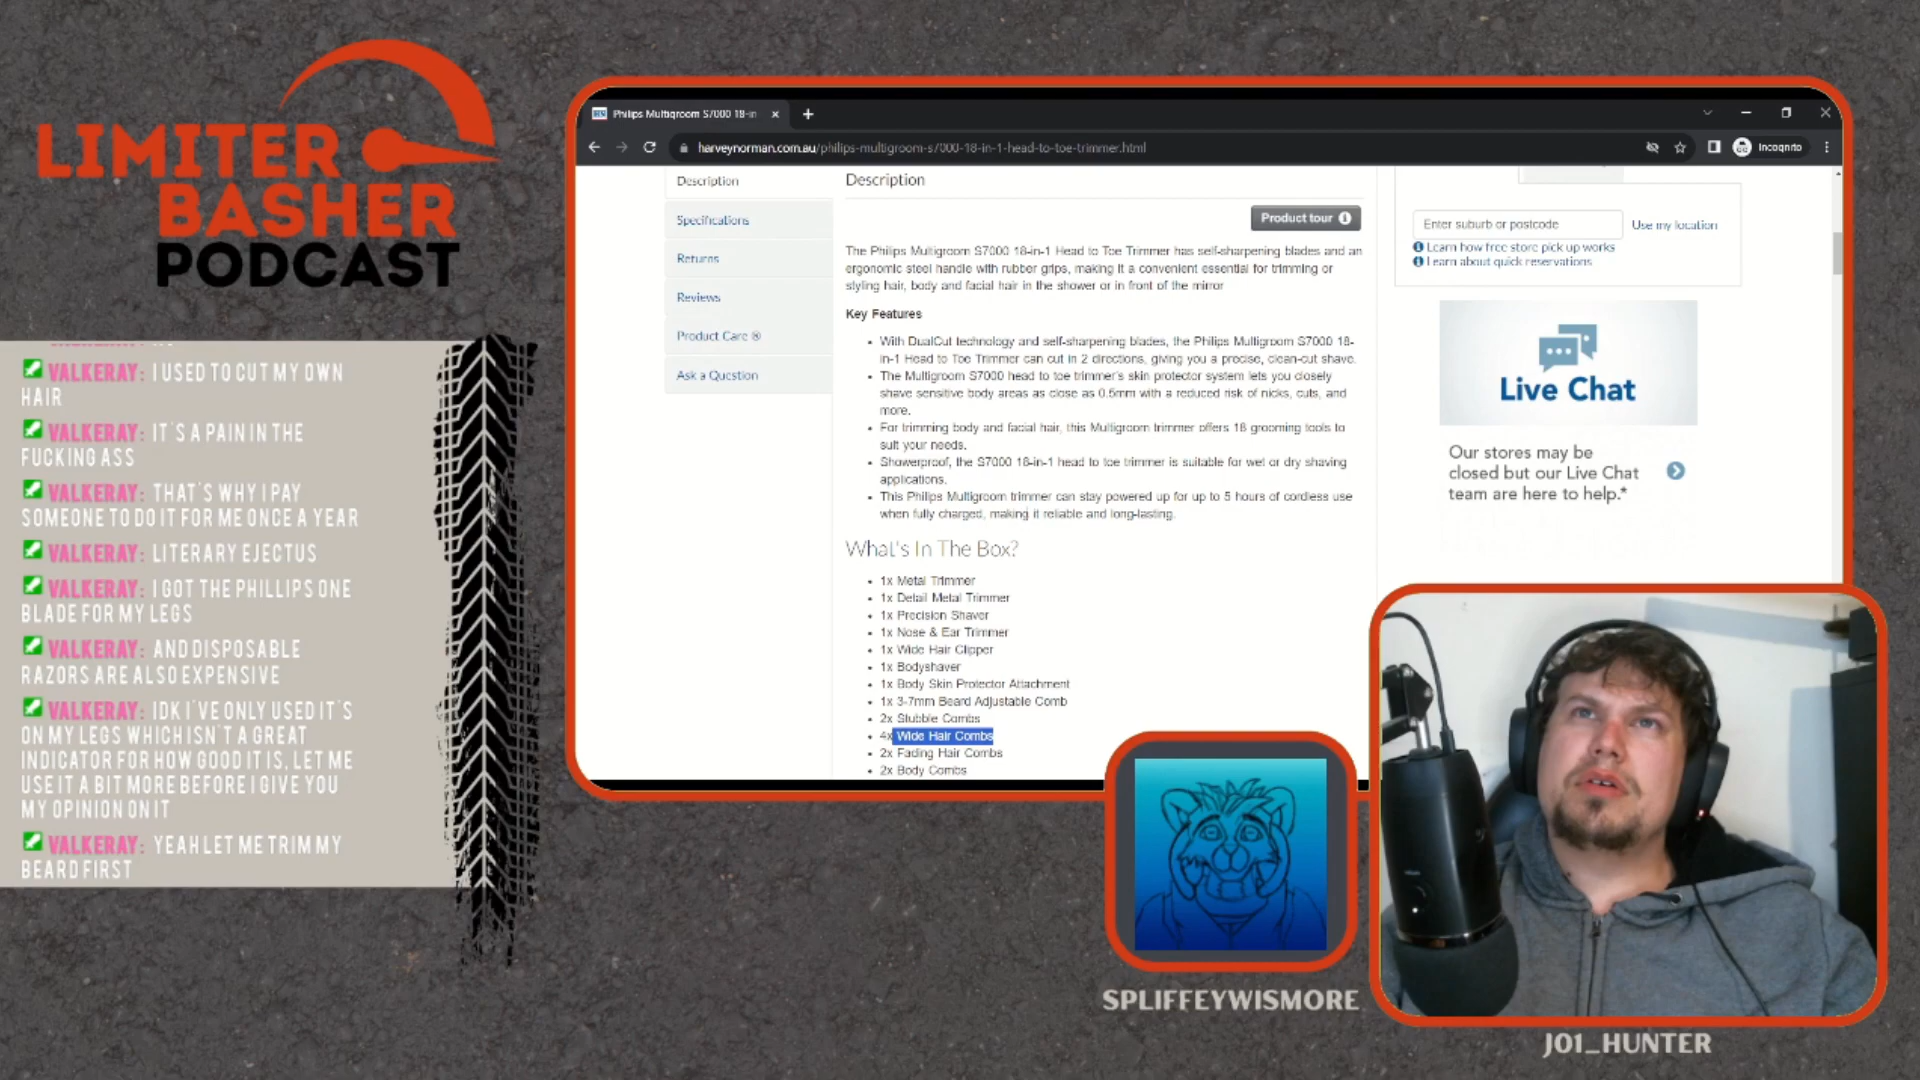 LIMITER
BASHER
PODCAST
VALKERAY: I USED TO CUT MY OWN
HAIR
VALKERAY: IT'S A PAIN IN THE
FUCKING ASS
VALKERAY: THAT'S WHY I PAY
SOMEONE TO DO IT FOR ME ONCE A YEAR
VALKERAY: LITERARY EJECTUS
VALKERAY: I GOT THE PHILLIPS ONE
BLADE FOR MY LEGS
VALKERAY: AND DISPOSABLE
RAZORS ARE ALSO EXPENSIVE
VALKERAY: IDK I'VE ONLY USED IT'S
ON MY LEGS WHICH ISN'T A GREAT
INDICATOR FOR HOW GOOD IT IS, LET ME
USE IT A BIT MORE BEFORE I GIVE YOU
MY OPINION ON IT
VALKERAY: YEAH LET ME TRIM MY
BEARD FIRST
Philips Multigroom S7000 18-in
harveynorman.com.au/philips-multigroom-s7000-18-in-1-head-to-toe-trimmer.html
Incognito
Description
Specifications
Returns
Reviews
Product Care ®
Ask a Question
Description
Product tour
The Philips Multigroom S7000 18-in-1 Head to Toe Trimmer has self-sharpening blades and an
ergonomic steel handle with rubber grips, making it a convenient essential for trimming or
styling hair, body and facial hair in the shower or in front of the mirror
Key Features
• With DualCut technology and self-sharpening blades, the Philips Multigroom S7000 18-
in-1 Head to Toe Trimmer can cut in 2 directions, giving you a precise, clean-cut shave.
• The Multigroom S7000 head to toe trimmer's skin protector system lets you closely
shave sensitive body areas as close as 0.5mm with a reduced risk of nicks, cuts, and
more.
• For trimming body and facial hair, this Multigroom trimmer offers 18 grooming tools to
suit your needs.
• Showerproof, the S7000 18-in-1 head to toe trimmer is suitable for wet or dry shaving
applications.
• This Philips Multigroom trimmer can stay powered up for up to 5 hours of cordless use
when fully charged, making it reliable and long-lasting.
What's In The Box?
• 1x Metal Trimmer
• 1x Detail Metal Trimmer
• 1x Precision Shaver
• 1x Nose & Ear Trimmer
• 1x Wide Hair Clipper
• 1x Bodyshaver
• 1x Body Skin Protector Attachment
• 1x 3-7mm Beard Adjustable Comb
• 2x Stubble Combs
• 4x Wide Hair Combs
• 2x Fading Hair Combs
• 2x Body Combs
Enter suburb or postcode
Use my location
Learn how free store pick up works
Learn about quick reservations
Live Chat
Our stores may be
closed but our Live Chat
team are here to help.*
SPLIFFEYWISMORE
JO1_HUNTER